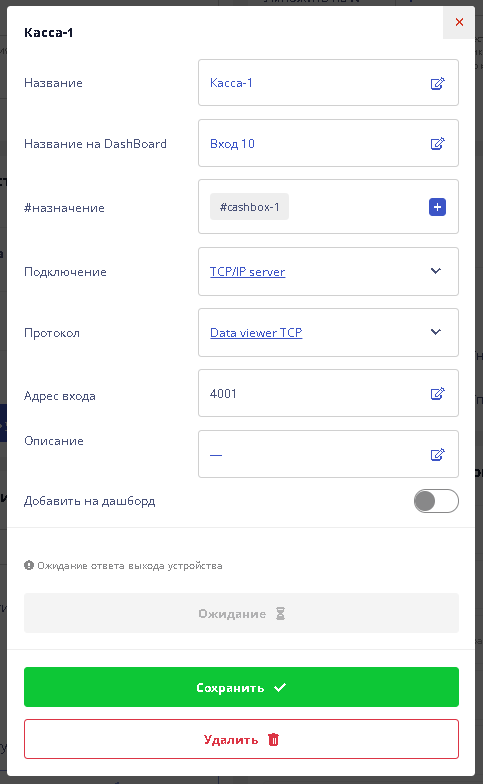 Касса-1
Название
Касса-1
Название на DashBoard
Вход 10
#назначение
#cashbox-1
Подключение
TCP/IP server
Протокол
Data viewer TCP
Адрес входа
4001
Описание
—
Добавить на дашборд
Ожидание ответа выхода устройства
Ожидание
Сохранить
Удалить